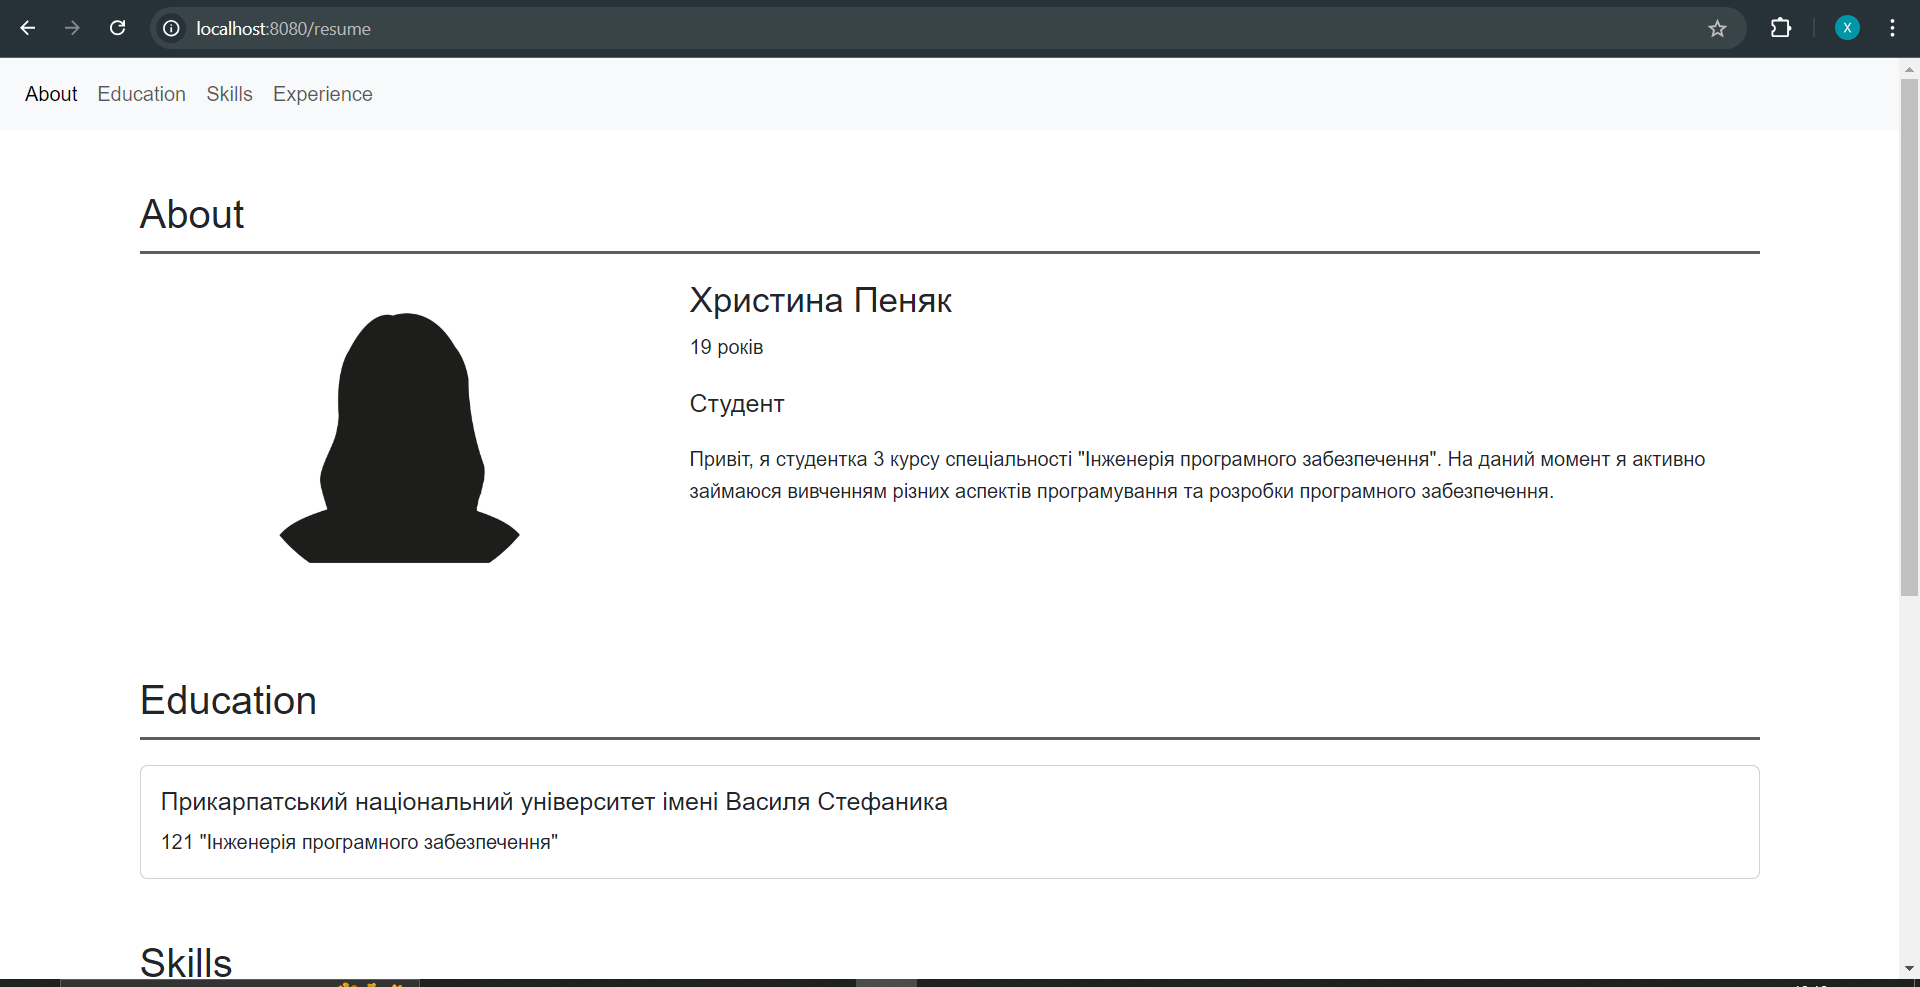 localhost:8080/resume
X
About Education Skills Experience
About
Христина Пеняк
19 років
Студент
Привіт, я студентка 3 курсу спеціальності "Інженерія програмного забезпечення". На даний момент я активно
займаюся вивченням різних аспектів програмування та розробки програмного забезпечення.
Education
Прикарпатський національний університет імені Василя Стефаника
121 "Інженерія програмного забезпечення"
Skills